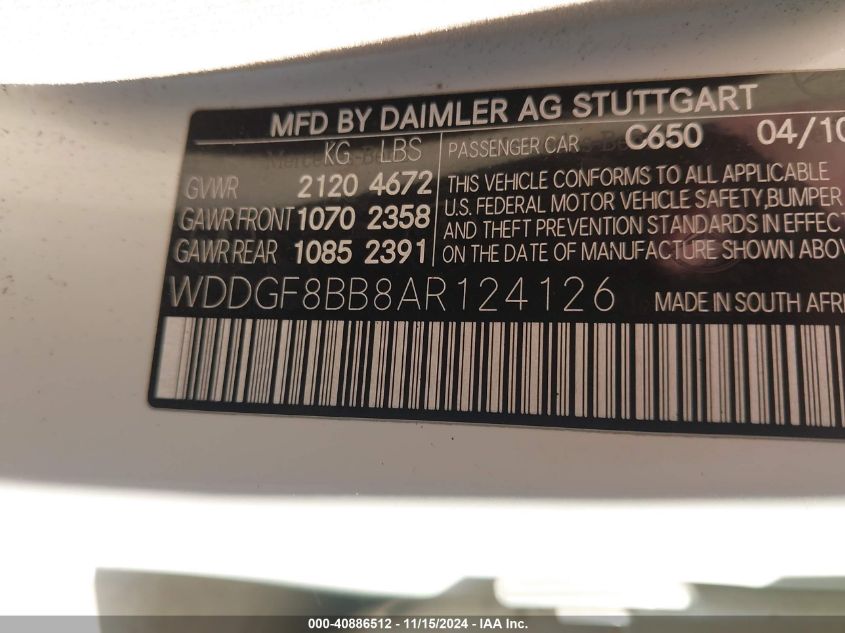 MFD BY DAIMLER AG STUTTGART
KG LBS
GVWR 2120 4672
GAWR FRONT 1070 2358
GAWR REAR 1085 2391
PASSENGER CAR C650 04/10
THIS VEHICLE CONFORMS TO ALL APPLICABLE
U.S. FEDERAL MOTOR VEHICLE SAFETY, BUMPER
AND THEFT PREVENTION STANDARDS IN EFFECT
ON THE DATE OF MANUFACTURE SHOWN ABOV
WDDGF8BB8AR124126 MADE IN SOUTH AFRI
000-40886512 - 11/15/2024 - IAA Inc.